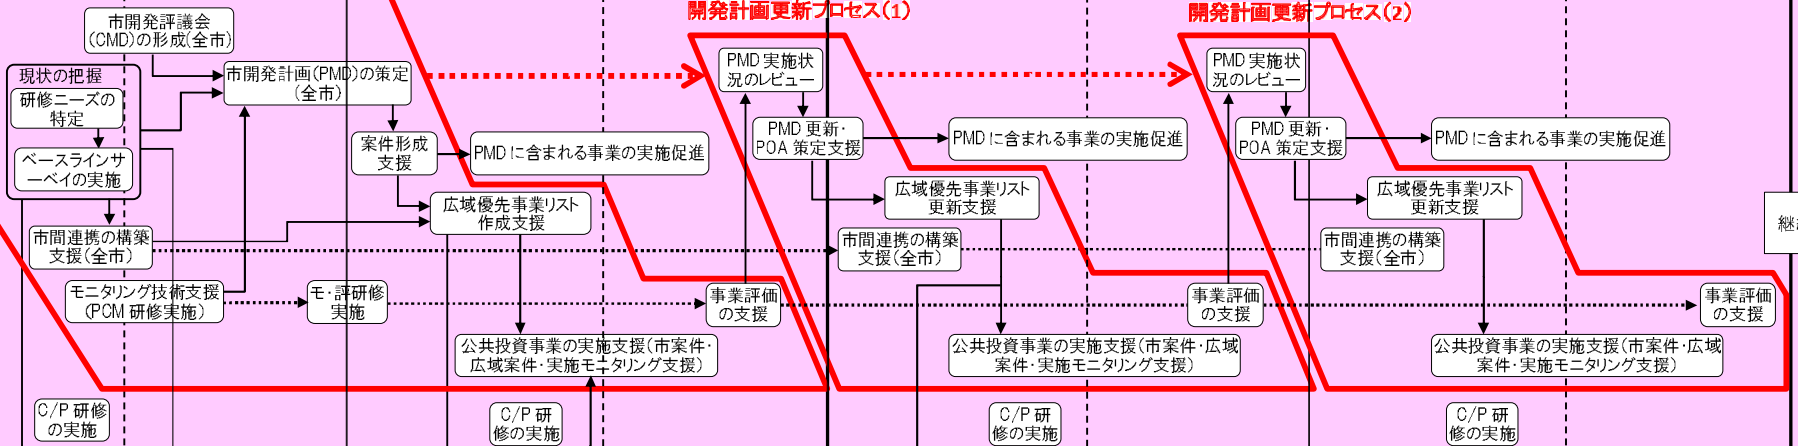 開発計画更新プロセス(1)
開発計画更新プロセス(2)
市開発評議会
(CMD)の形成(全市)
現状の把握
研修ニーズの
特定
ベースラインサ
ーベイの実施
市開発計画(PMD)の策定
(全市)
案件形成
支援
PMDに含まれる事業の実施促進
広域優先事業リスト
作成支援
市間連携の構築
支援(全市)
モニタリング技術支援
(PCM研修実施)
モ・評研修
実施
公共投資事業の実施支援(市案件・
広域案件・実施モニタリング支援)
C/P研修
の実施
C/P研
修の実施
PMD実施状
況のレビュー
PMD更新・
POA策定支援
PMDに含まれる事業の実施促進
広域優先事業リスト
更新支援
市間連携の構築
支援(全市)
事業評価
の支援
公共投資事業の実施支援(市案件・広域
案件・実施モニタリング支援)
C/P研
修の実施
PMD実施状
況のレビュー
PMD更新・
POA策定支援
PMDに含まれる事業の実施促進
広域優先事業リスト
更新支援
市間連携の構築
支援(全市)
事業評価
の支援
公共投資事業の実施支援(市案件・広域
案件・実施モニタリング支援)
C/P研
修の実施
事業評価
の支援